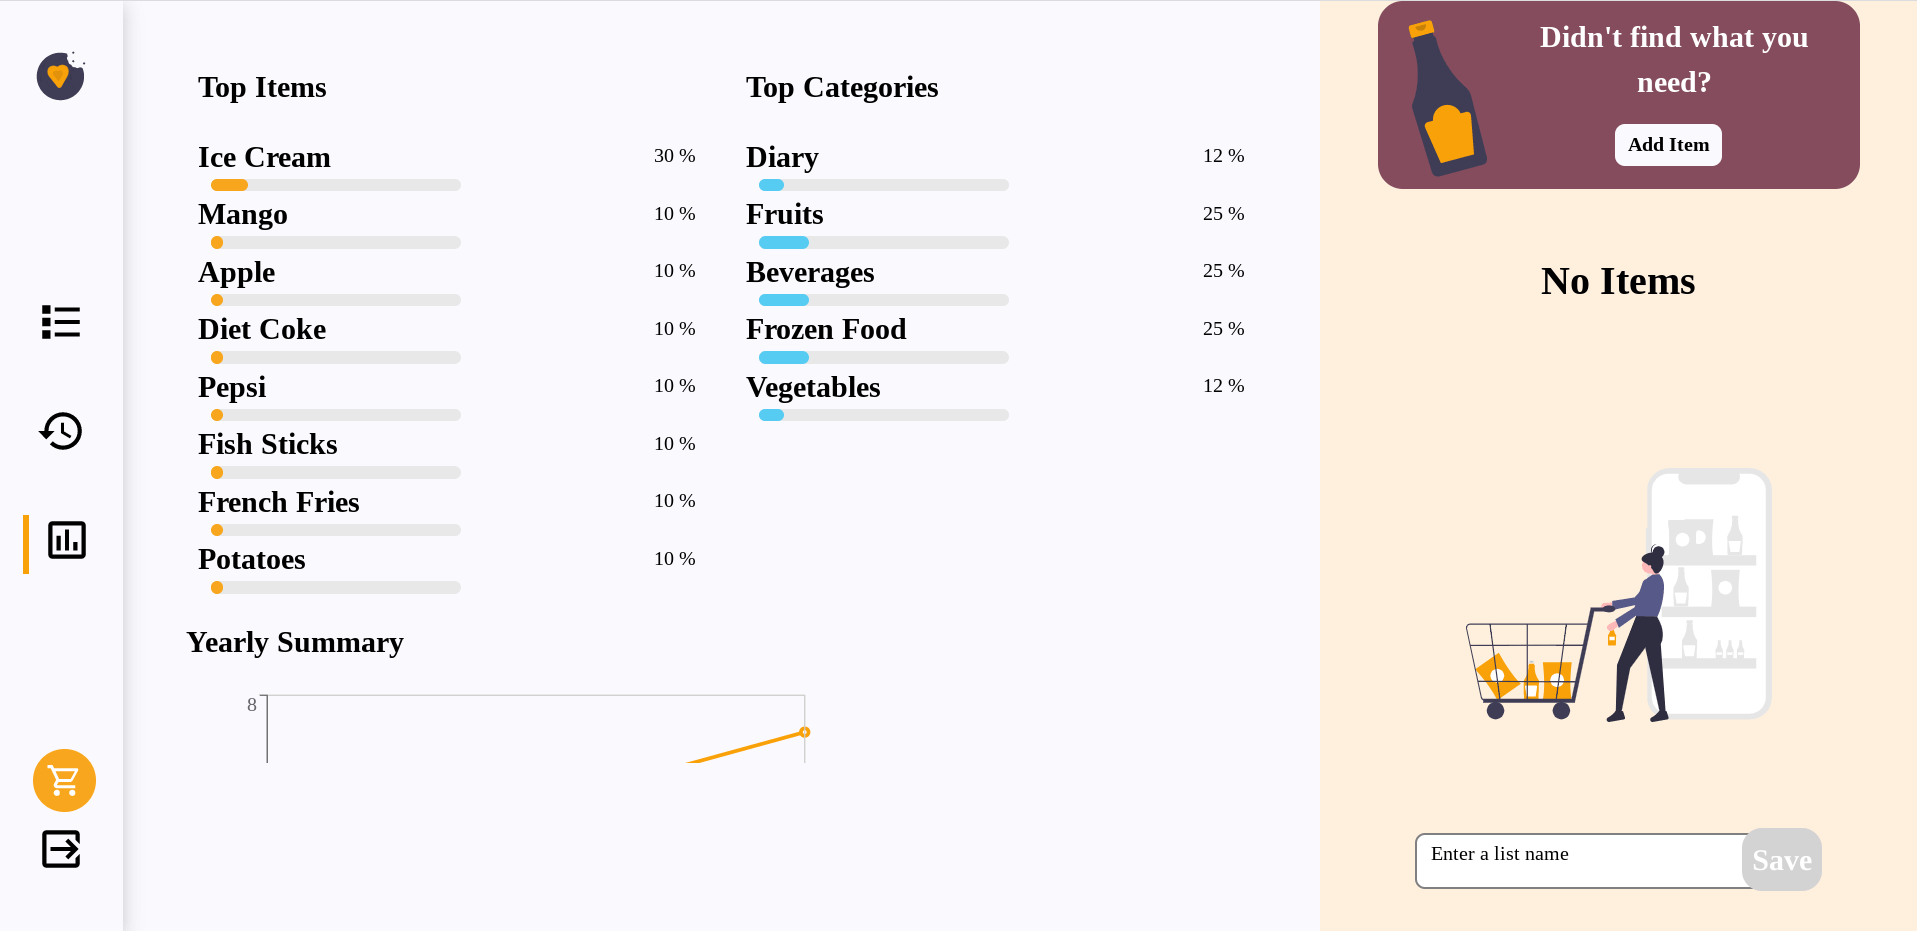 Top Items
Ice Cream 30 %
Mango 10 %
Apple 10 %
Diet Coke 10 %
Pepsi 10 %
Fish Sticks 10 %
French Fries 10 %
Potatoes 10 %
Top Categories
Diary 12 %
Fruits 25 %
Beverages 25 %
Frozen Food 25 %
Vegetables 12 %
Yearly Summary
8
Didn't find what you
need?
Add Item
No Items
Enter a list name
Save